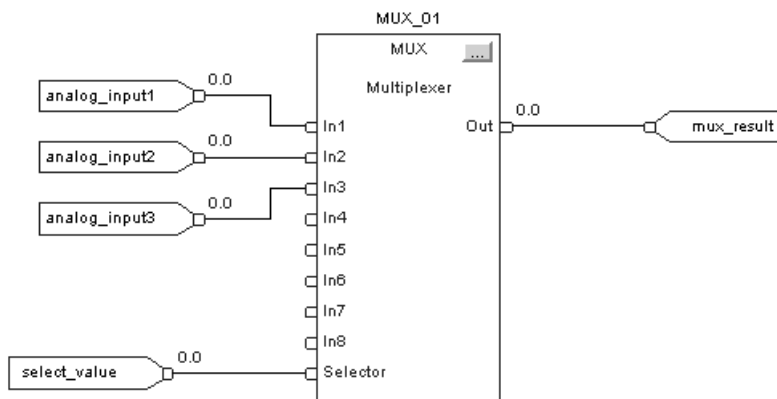 MUX_01
MUX
...
Multiplexer
0.0
analog_input1
In1
0.0
Out
mux_result
0.0
analog_input2
In2
0.0
analog_input3
In3
In4
In5
In6
In7
In8
0.0
select_value
Selector